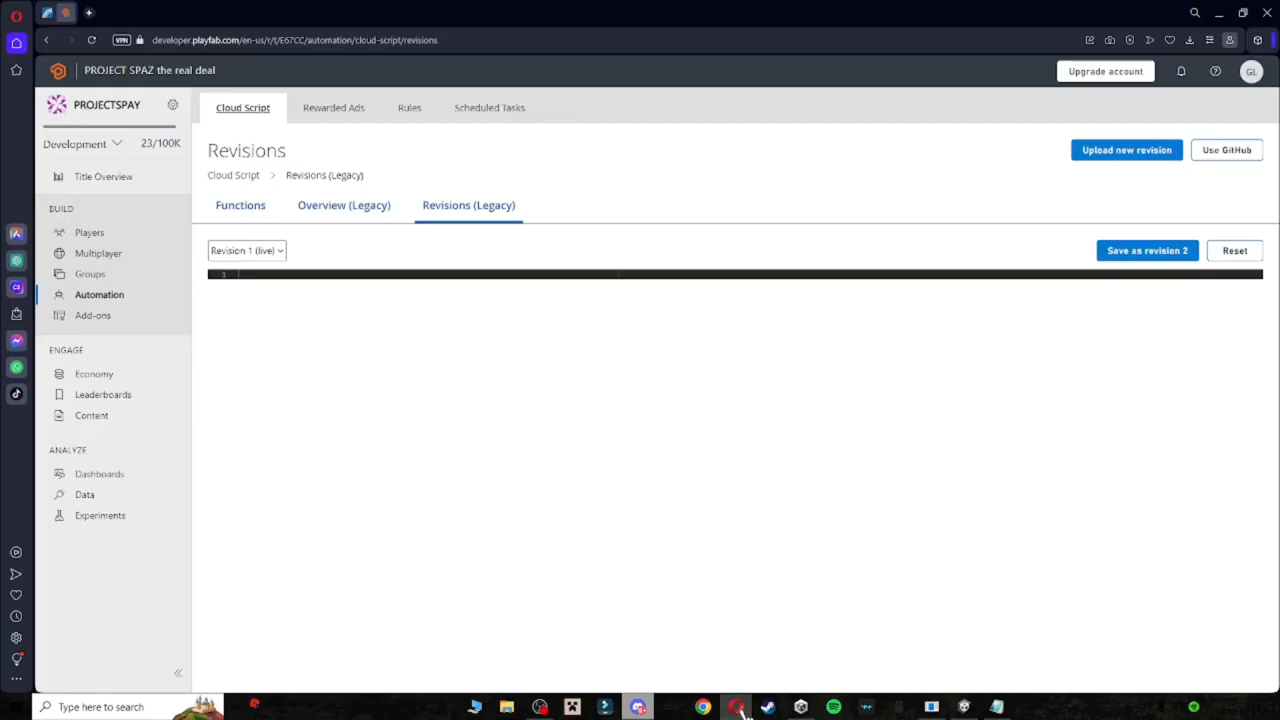 VPN
developer.playfab.com/en-us/r/t/E67CC/automation/cloud-script/revisions
PROJECT SPAZ the real deal
Upgrade account
GL
PROJECTSPAY
Development
23/100K
Title Overview
BUILD
Players
Multiplayer
Groups
Automation
Add-ons
ENGAGE
Economy
Leaderboards
Content
ANALYZE
Dashboards
Data
Experiments
Cloud Script
Rewarded Ads
Rules
Scheduled Tasks
Revisions
Upload new revision
Use GitHub
Cloud Script > Revisions (Legacy)
Functions
Overview (Legacy)
Revisions (Legacy)
Revision 1 (live)
Save as revision 2
Reset
1
CS
Type here to search